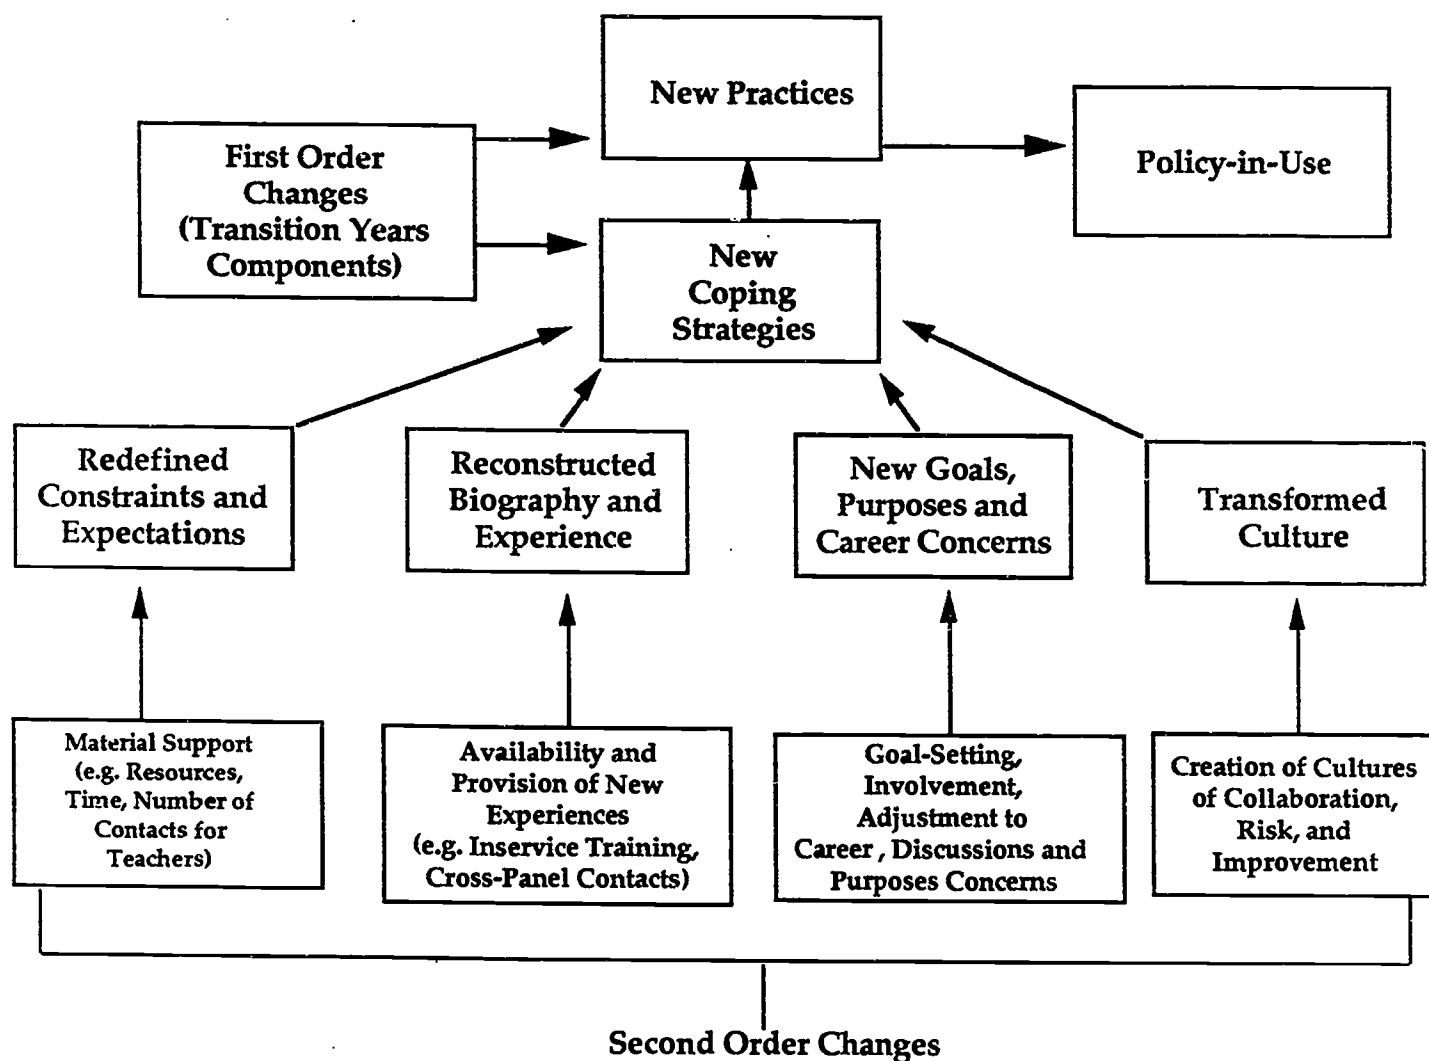 New Practices
First Order
Changes
(Transition Years
Components)
Policy-in-Use
New
Coping
Strategies
Redefined
Constraints and
Expectations
Reconstructed
Biography and
Experience
New Goals,
Purposes and
Career Concerns
Transformed
Culture
Material Support
(e.g. Resources,
Time, Number of
Contacts for
Teachers)
Availability and
Provision of New
Experiences
(e.g. Inservice Training,
Cross-Panel Contacts)
Goal-Setting,
Involvement,
Adjustment to
Career , Discussions and
Purposes Concerns
Creation of Cultures
of Collaboration,
Risk, and
Improvement
Second Order Changes